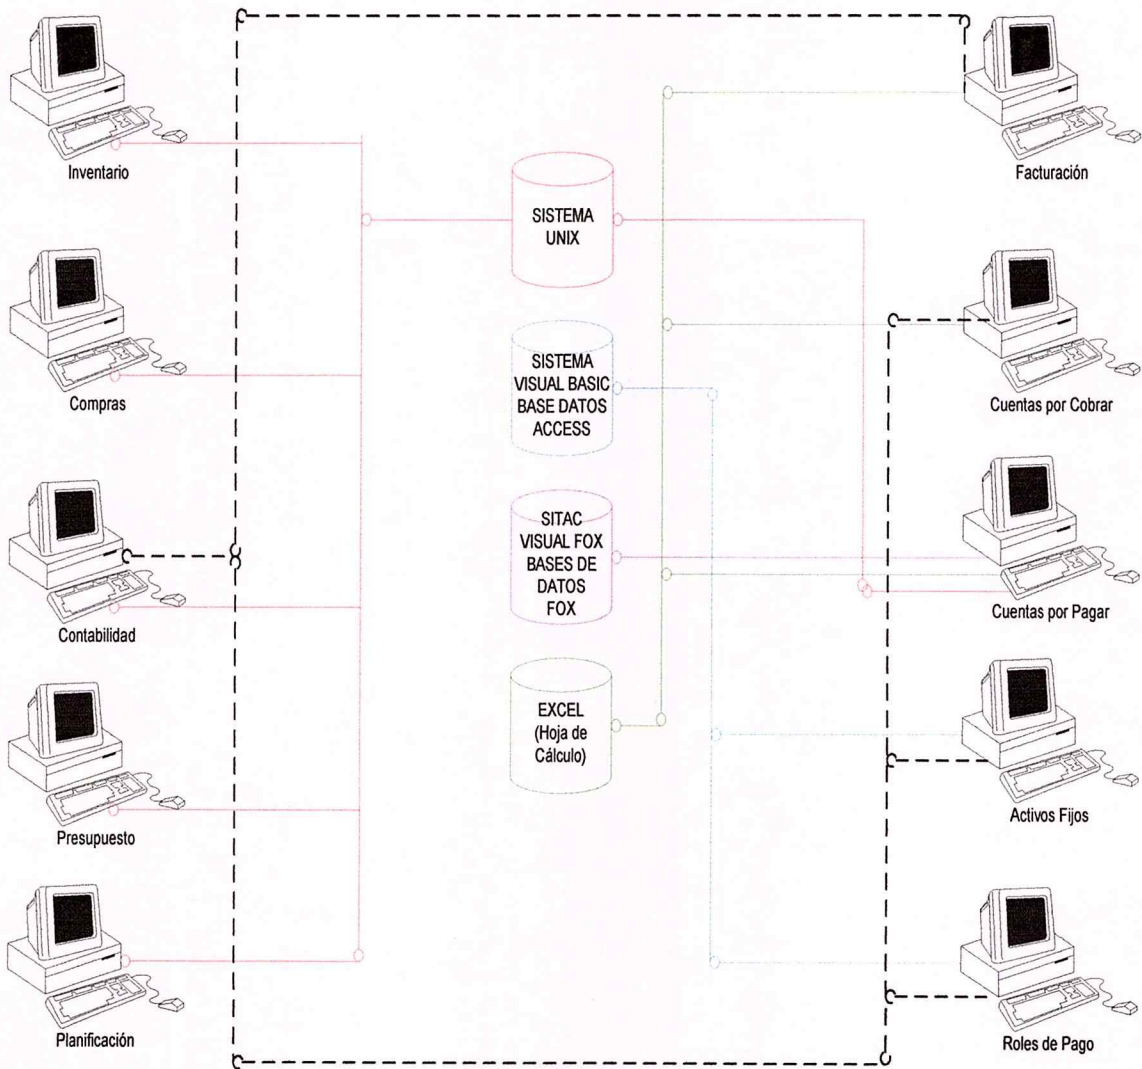 Inventario
Facturación
SISTEMA
UNIX
Compras
Cuentas por Cobrar
SISTEMA
VISUAL BASIC
BASE DATOS
ACCESS
Contabilidad
Cuentas por Pagar
SITAC
VISUAL FOX
BASES DE
DATOS
FOX
Presupuesto
Activos Fijos
EXCEL
(Hoja de
Cálculo)
Planificación
Roles de Pago